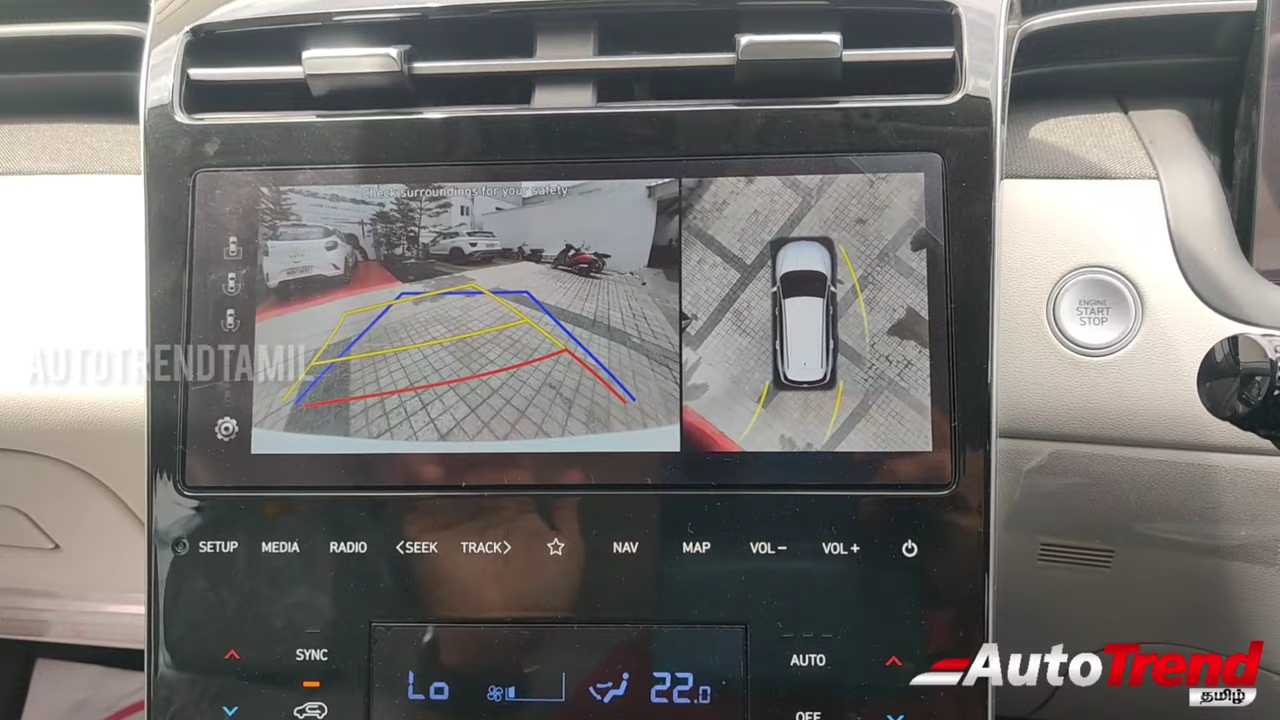 Check surroundings for your safety.
ENGINE
START
STOP
AUTOTRENDTAMIL
SETUP MEDIA RADIO <SEEK TRACK> NAV MAP VOL− VOL+
SYNC AUTO
Lo 22.0
OFF
AutoTrend
தமிழ்